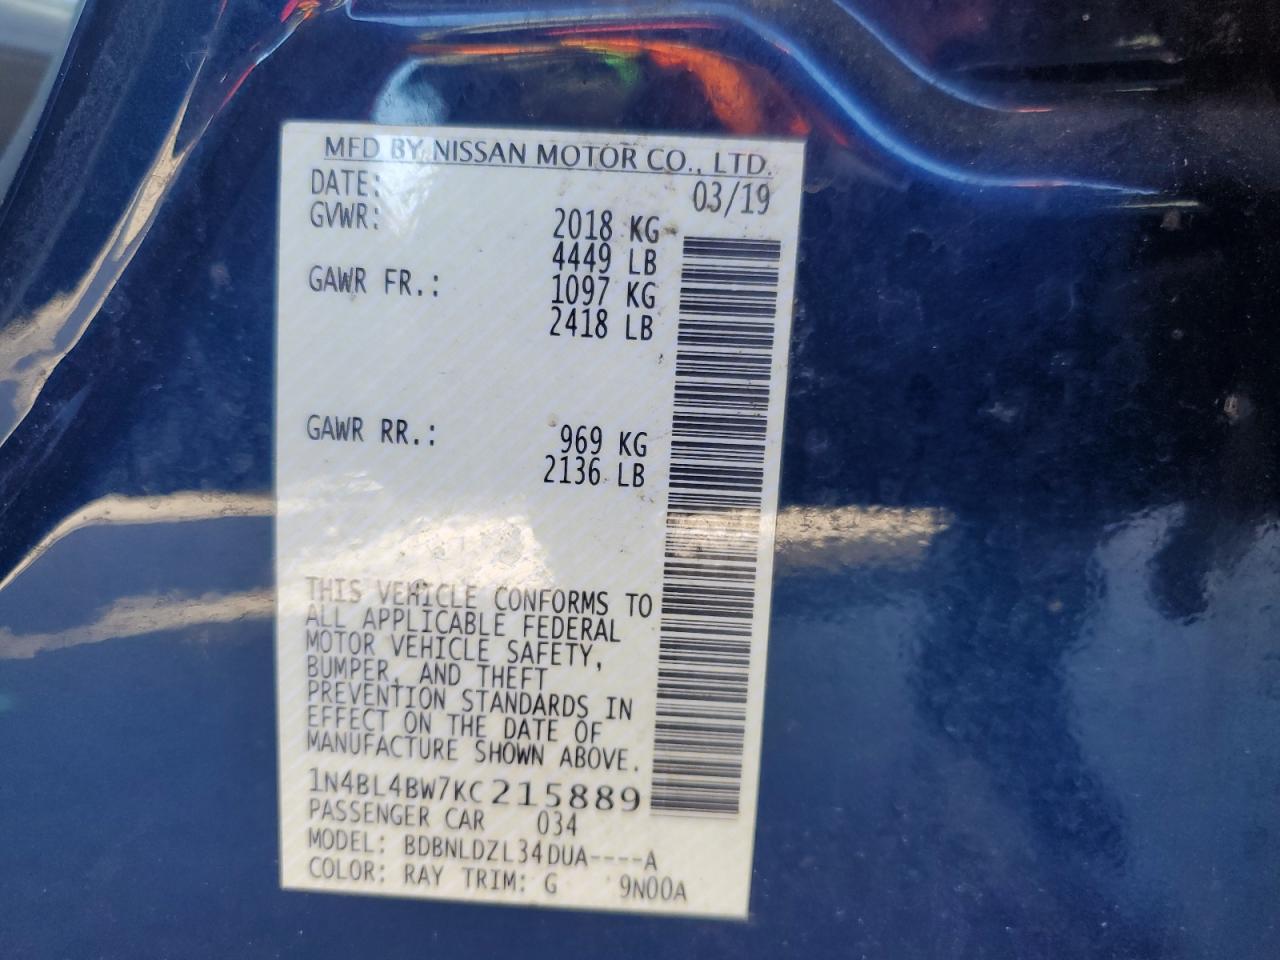 MFD BY NISSAN MOTOR CO., LTD.
DATE: 03/19
GVWR: 2018 KG
4449 LB
GAWR FR.: 1097 KG
2418 LB
GAWR RR.: 969 KG
2136 LB
THIS VEHICLE CONFORMS TO
ALL APPLICABLE FEDERAL
MOTOR VEHICLE SAFETY,
BUMPER, AND THEFT
PREVENTION STANDARDS IN
EFFECT ON THE DATE OF
MANUFACTURE SHOWN ABOVE.
1N4BL4BW7KC215889
PASSENGER CAR 034
MODEL: BDBNLDZL34DUA----A
COLOR: RAY TRIM: G 9N00A